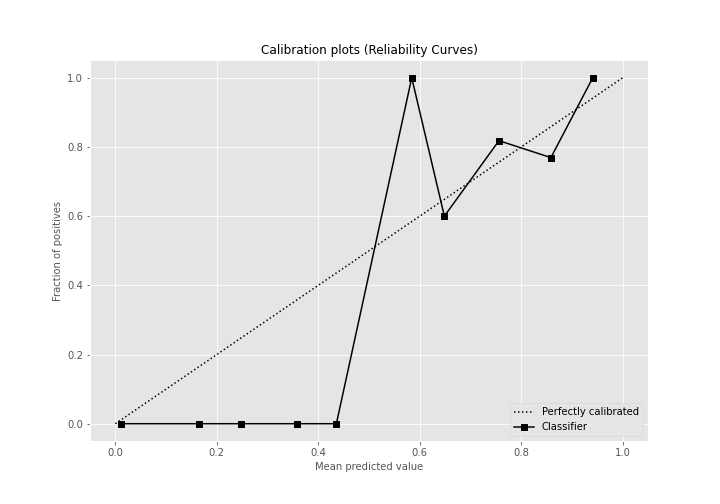 Calibration plots (Reliability Curves)
1.0
0.8
0.6
0.4
0.2
0.0
Fraction of positives
0.0 0.2 0.4 0.6 0.8 1.0
Mean predicted value
Perfectly calibrated
Classifier